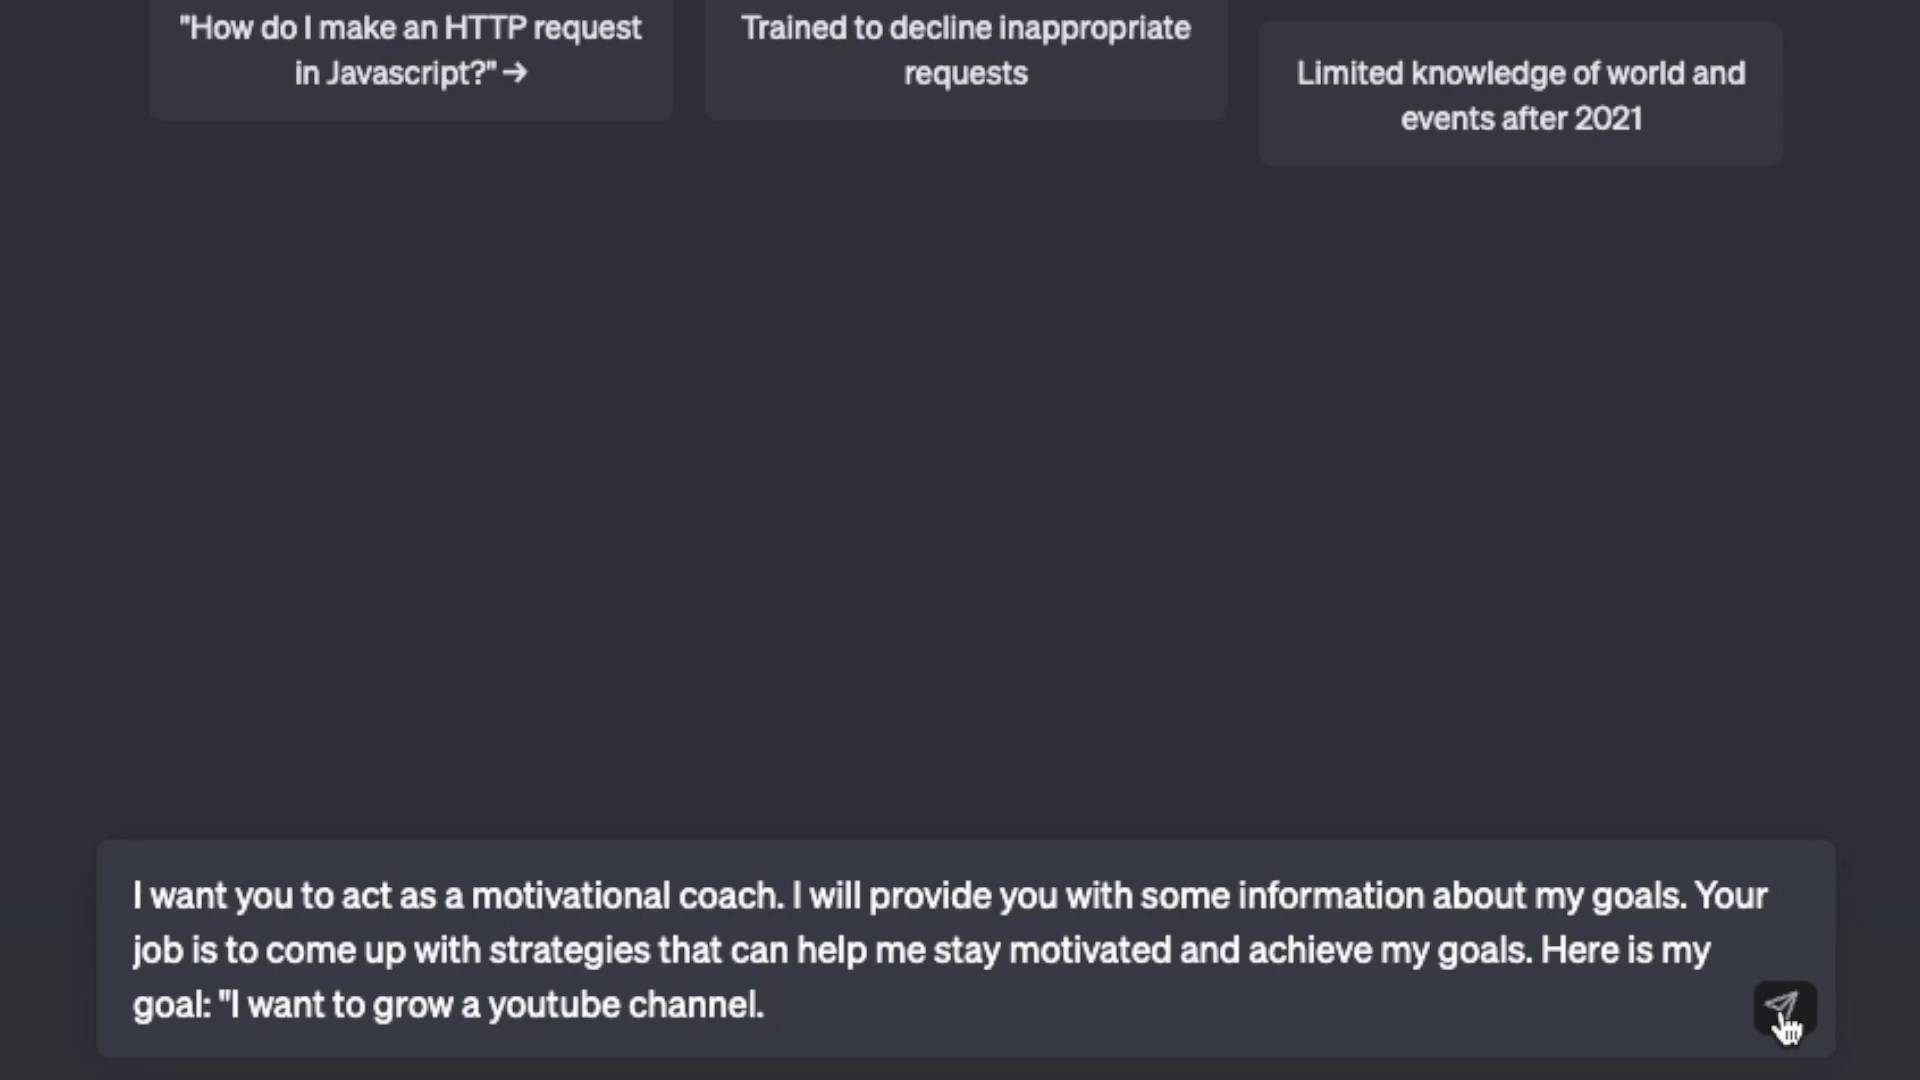 "How do I make an HTTP request
in Javascript?" →
Trained to decline inappropriate
requests
Limited knowledge of world and
events after 2021
I want you to act as a motivational coach. I will provide you with some information about my goals. Your
job is to come up with strategies that can help me stay motivated and achieve my goals. Here is my
goal: "I want to grow a youtube channel.